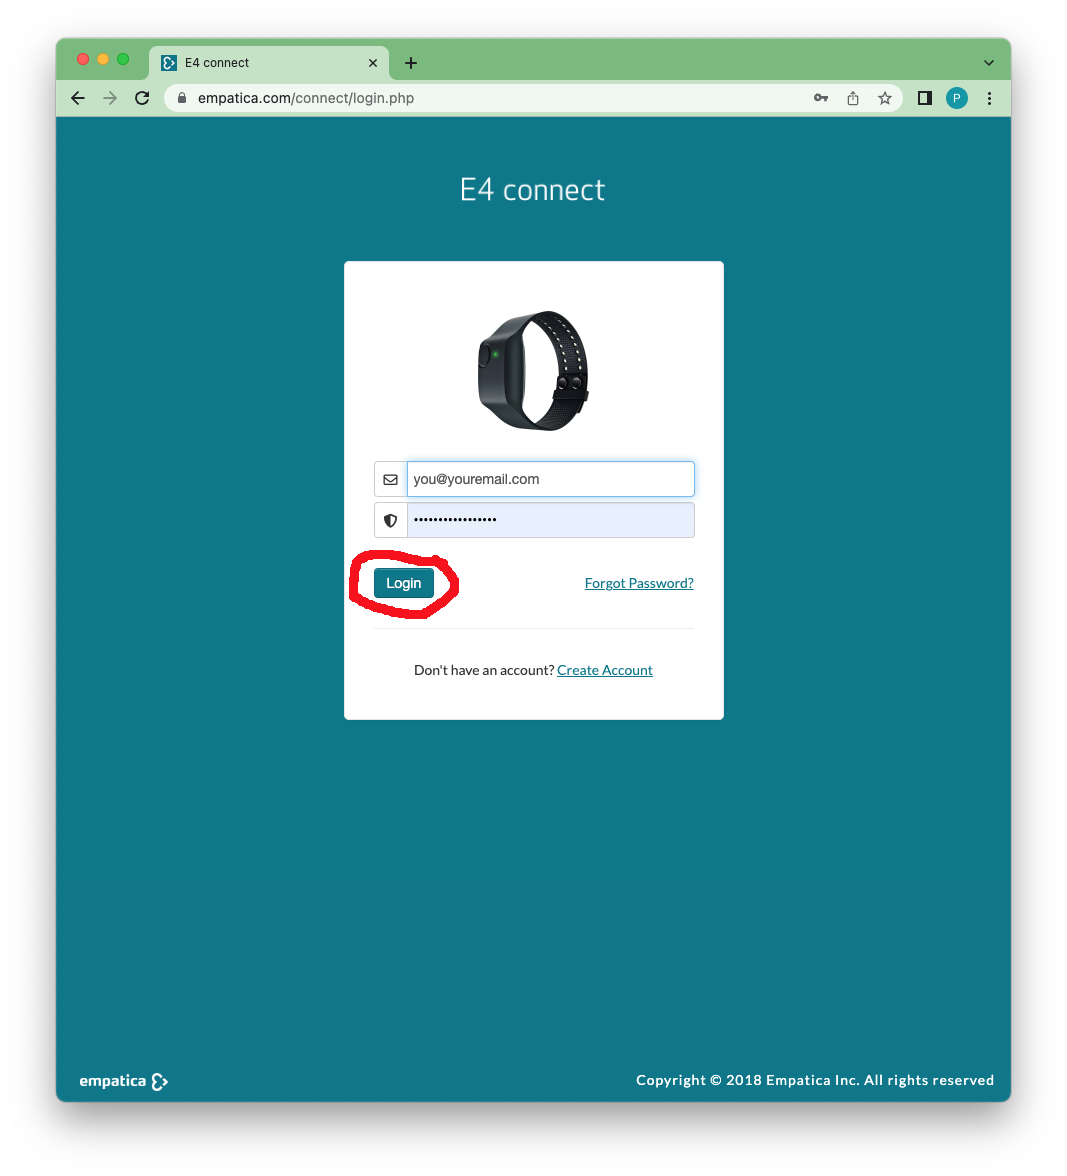 E4 connect
empatica.com/connect/login.php
P
E4 connect
you@youremail.com
•••••••••••••••••
Login
Forgot Password?
Don't have an account? Create Account
empatica
Copyright © 2018 Empatica Inc. All rights reserved